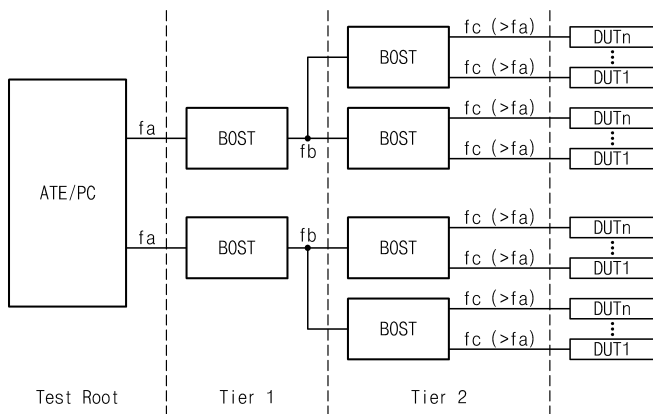 fc (>fa)
DUTn
BOST
fc (>fa)
DUT1
fa
BOST
fb
BOST
fc (>fa)
DUTn
fc (>fa)
DUT1
ATE/PC
fa
BOST
fb
BOST
fc (>fa)
DUTn
fc (>fa)
DUT1
BOST
fc (>fa)
DUTn
fc (>fa)
DUT1
Test Root
Tier 1
Tier 2